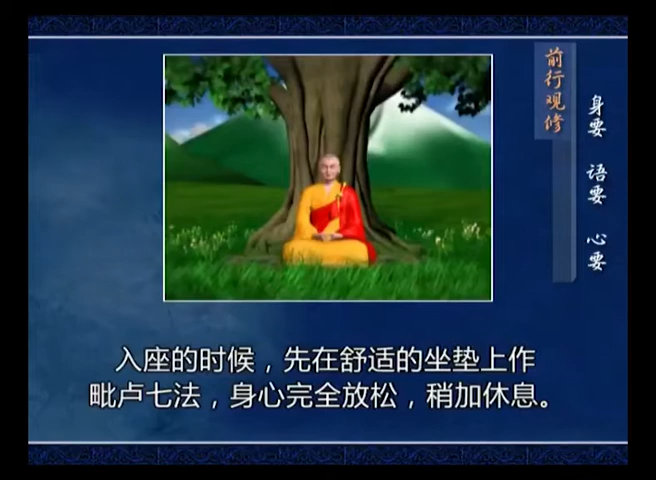 前行观修
身要 语要 心要
入座的时候，先在舒适的坐垫上作
毗卢七法，身心完全放松，稍加休息。